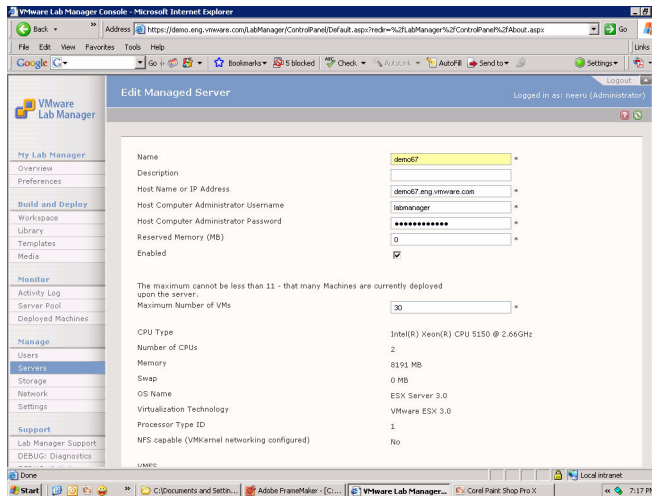 VMware Lab Manager Console - Microsoft Internet Explorer
Back
Address https://demo.eng.vmware.com/LabManager/ControlPanel/Default.aspx?redir=%2fLabManager%2fControlPanel%2fAbout.aspx
Go
File Edit View Favorites Tools Help
Links
Google G Go Bookmarks 5 blocked Check AutoLink AutoFill Send to Settings
Logout
Edit Managed Server
Logged in as: neeru (Administrator)
VMware
Lab Manager
My Lab Manager
Overview
Preferences
Build and Deploy
Workspace
Library
Templates
Media
Monitor
Activity Log
Server Pool
Deployed Machines
Manage
Users
Servers
Storage
Network
Settings
Support
Lab Manager Support
DEBUG: Diagnostics
Name demo67 *
Description
Host Name or IP Address demo67.eng.vmware.com *
Host Computer Administrator Username labmanager *
Host Computer Administrator Password •••••••••••• *
Reserved Memory (MB) 0 *
Enabled
The maximum cannot be less than 11 - that many Machines are currently deployed
upon the server.
Maximum Number of VMs 30 *
CPU Type Intel(R) Xeon(R) CPU 5150 @ 2.66GHz
Number of CPUs 2
Memory 8191 MB
Swap 0 MB
OS Name ESX Server 3.0
Virtualization Technology VMware ESX 3.0
Processor Type ID 1
NFS capable (VMKernel networking configured) No
VMFS
Done
Local intranet
Start
C:\Documents and Settin...
Adobe FrameMaker - [C:...
VMware Lab Manager...
Corel Paint Shop Pro X
7:17 PM